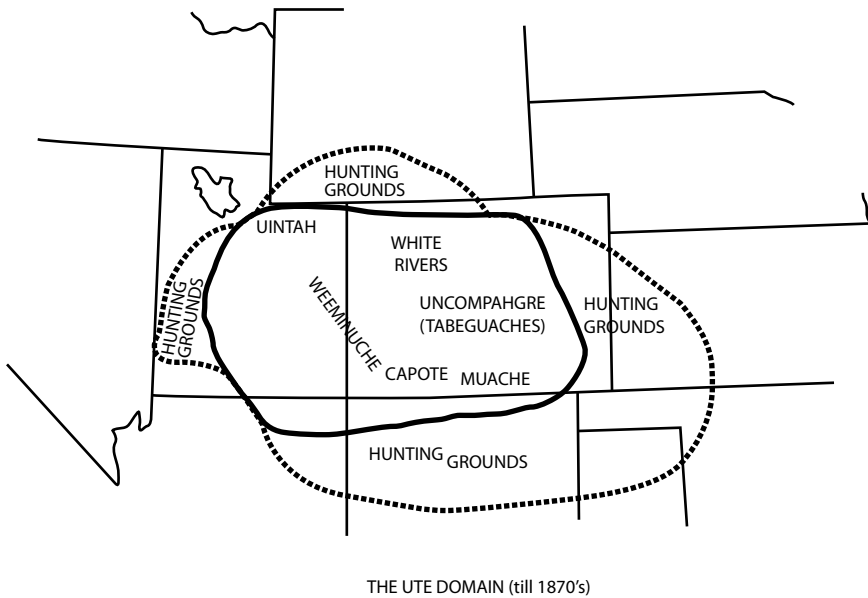 HUNTING
GROUNDS
UINTAH
WHITE
RIVERS
HUNTING
GROUNDS
WEEMINUCHE
UNCOMPAHGRE
(TABEGUACHES)
HUNTING
GROUNDS
CAPOTE
MUACHE
HUNTING GROUNDS
THE UTE DOMAIN (till 1870's)